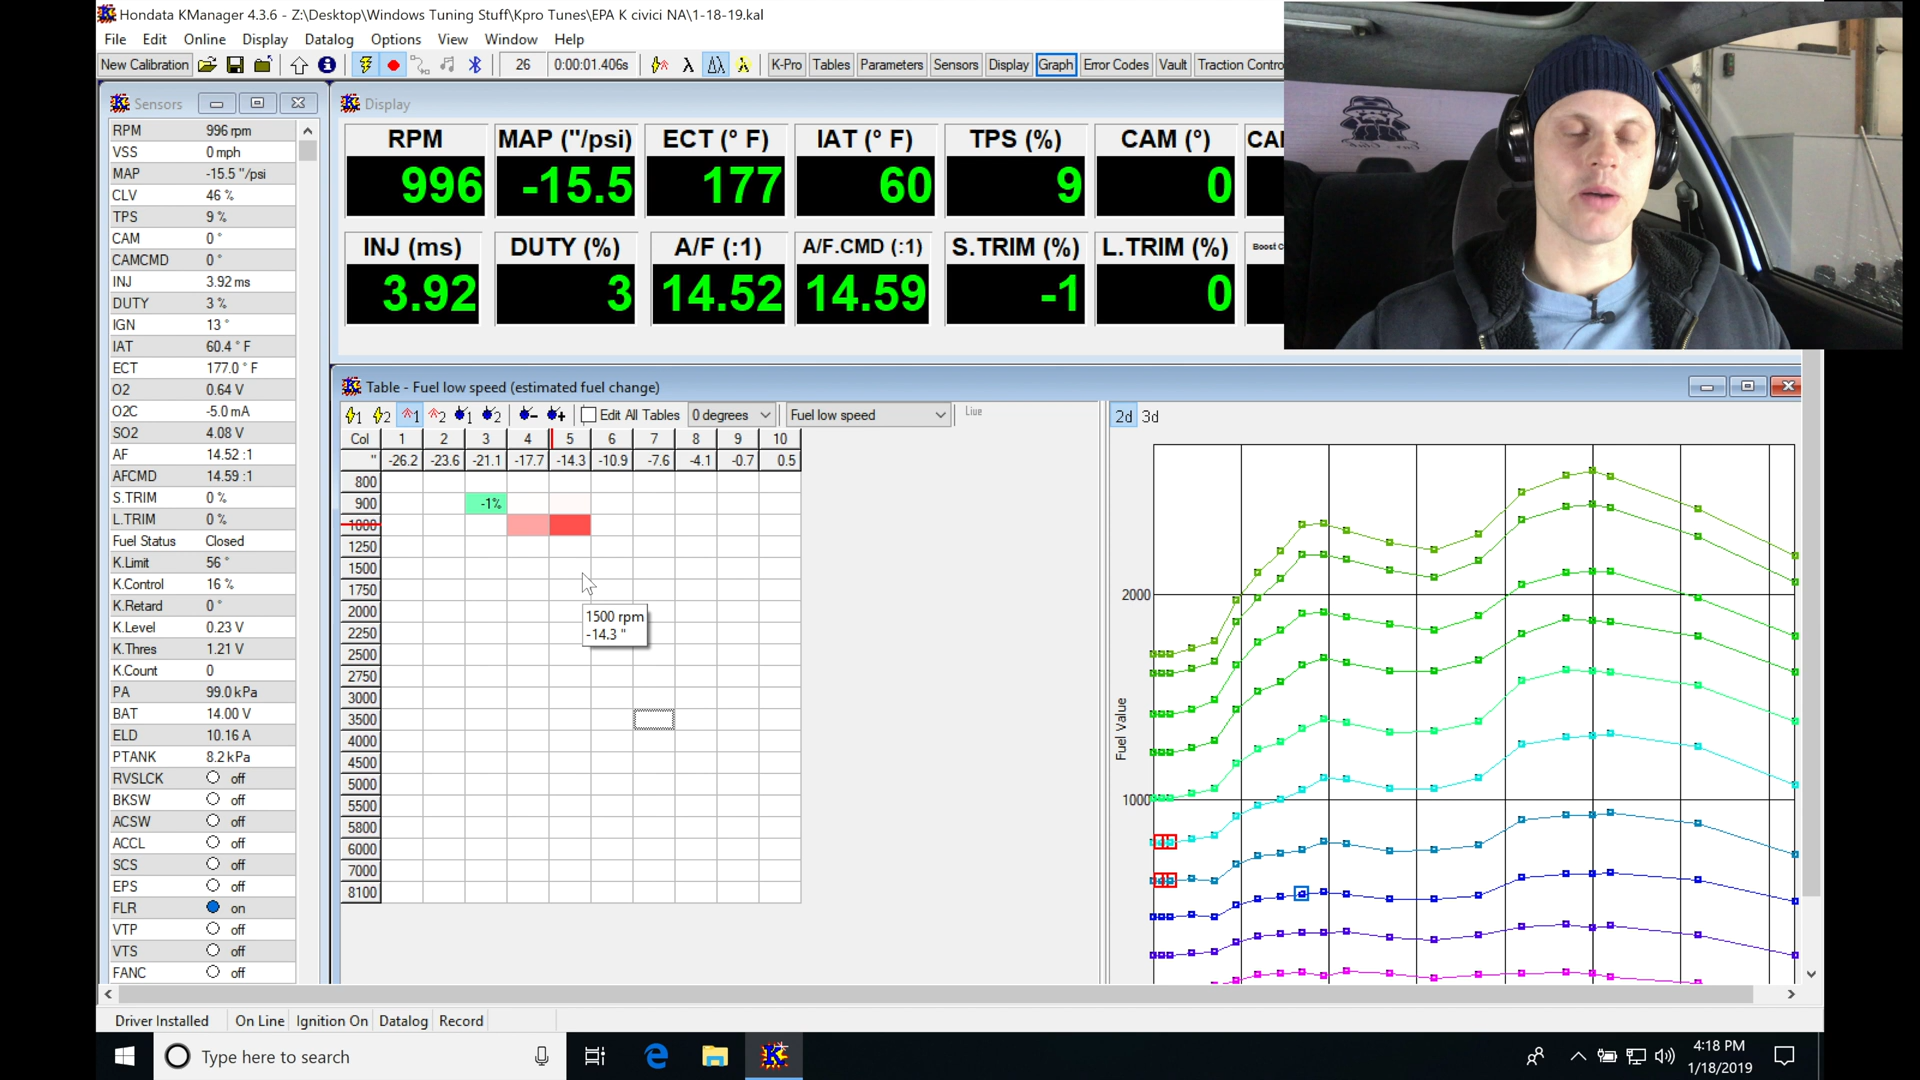 Hondata KManager 4.3.6 - Z:\Desktop\Windows Tuning Stuff\Kpro Tunes\EPA K civici NA\1-18-19.kal
File Edit Online Display Datalog Options View Window Help
New Calibration 26 0:00:01.406s λ K-Pro Tables Parameters Sensors Display Graph Error Codes Vault Traction Contro
Sensors
RPM 996 rpm
VSS 0 mph
MAP -15.5 "/psi
CLV 46 %
TPS 9 %
CAM 0 °
CAMCMD 0 °
INJ 3.92 ms
DUTY 3 %
IGN 13 °
IAT 60.4 ° F
ECT 177.0 ° F
O2 0.64 V
O2C -5.0 mA
SO2 4.08 V
AF 14.52 :1
AFCMD 14.59 :1
S.TRIM 0 %
L.TRIM 0 %
Fuel Status Closed
K.Limit 56 °
K.Control 16 %
K.Retard 0 °
K.Level 0.23 V
K.Thres 1.21 V
K.Count 0
PA 99.0 kPa
BAT 14.00 V
ELD 10.16 A
PTANK 8.2 kPa
RVSLCK off
BKSW off
ACSW off
ACCL off
SCS off
EPS off
FLR on
VTP off
VTS off
FANC off
Display
RPM MAP ("/psi) ECT (° F) IAT (° F) TPS (%) CAM (°) CAI
996 -15.5 177 60 9 0
INJ (ms) DUTY (%) A/F (:1) A/F.CMD (:1) S.TRIM (%) L.TRIM (%) Boost C
3.92 3 14.52 14.59 -1 0
Table - Fuel low speed (estimated fuel change)
1 2 1 2 1 2 Edit All Tables 0 degrees Fuel low speed Live
Col 1 2 3 4 5 6 7 8 9 10
" -26.2 -23.6 -21.1 -17.7 -14.3 -10.9 -7.6 -4.1 -0.7 0.5
800
900 -1%
1000
1250
1500
1750
2000
2250
2500
2750
3000
3500
4000
4500
5000
5500
5800
6000
7000
8100
1500 rpm
-14.3 "
2d 3d
2000
Fuel Value
1000
Driver Installed On Line Ignition On Datalog Record
Type here to search
4:18 PM
1/18/2019